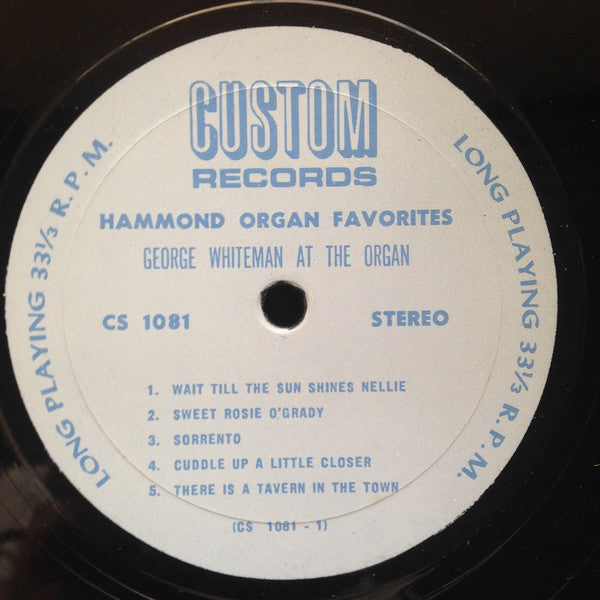 CUSTOM
RECORDS
HAMMOND ORGAN FAVORITES
GEORGE WHITEMAN AT THE ORGAN
CS 1081 STEREO
1. WAIT TILL THE SUN SHINES NELLIE
2. SWEET ROSIE O'GRADY
3. SORRENTO
4. CUDDLE UP A LITTLE CLOSER
5. THERE IS A TAVERN IN THE TOWN
(CS 1081 - 1)
LONG PLAYING 33⅓ R.P.M.
LONG PLAYING 33⅓ R.P.M.